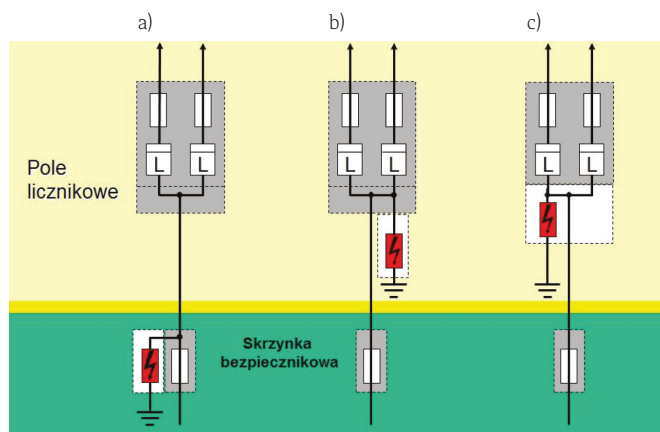 a)
b)
c)
L
L
L
L
L
L
Pole
licznikowe
Skrzynka
bezpiecznikowa